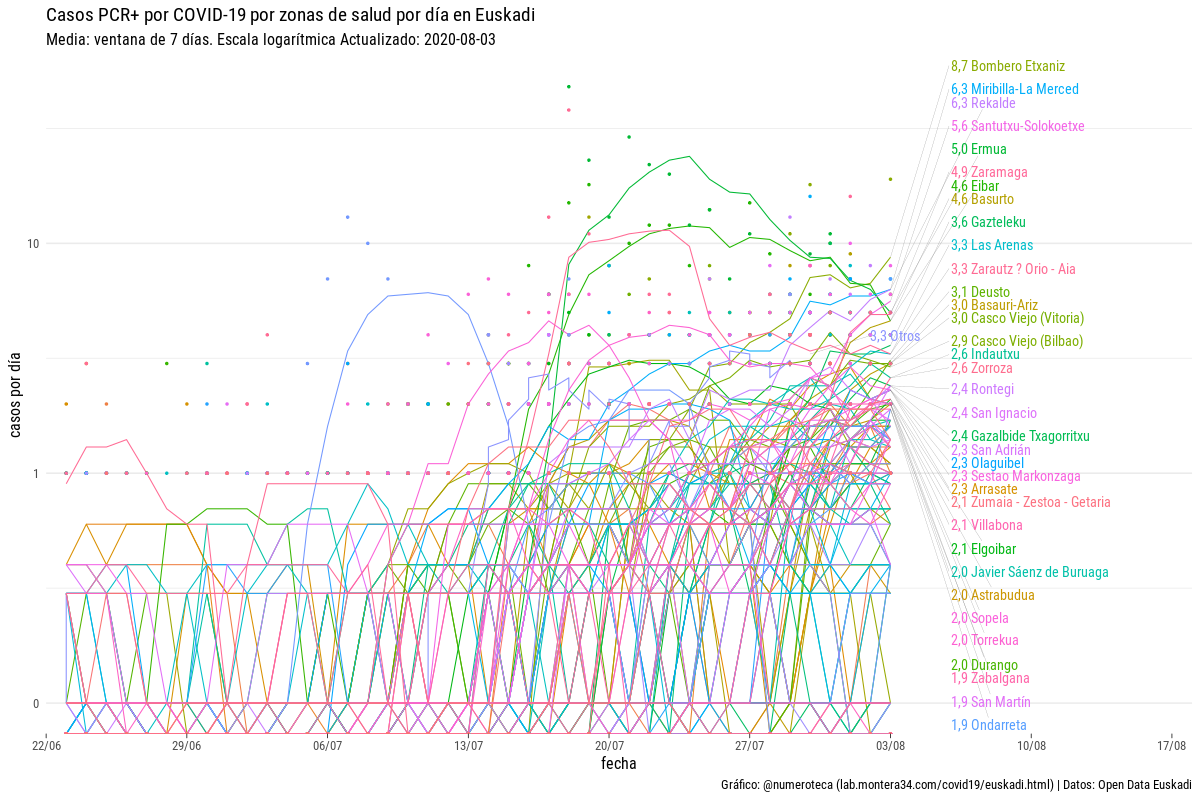 Casos PCR+ por COVID-19 por zonas de salud por día en Euskadi
Media: ventana de 7 días. Escala logarítmica Actualizado: 2020-08-03
8,7 Bombero Etxaniz
6,3 Miribilla-La Merced
6,3 Rekalde
5,6 Santutxu-Solokoetxe
5,0 Ermua
4,9 Zaramaga
4,6 Eibar
4,6 Basurto
3,6 Gazteleku
3,3 Las Arenas
3,3 Zarautz ? Orio - Aia
3,1 Deusto
3,0 Basauri-Ariz
3,0 Casco Viejo (Vitoria)
3,3 Otros
2,9 Casco Viejo (Bilbao)
2,6 Indautxu
2,6 Zorroza
2,4 Rontegi
2,4 San Ignacio
2,4 Gazalbide Txagorritxu
2,3 San Adrián
2,3 Olaguibel
2,3 Sestao Markonzaga
2,3 Arrasate
2,1 Zumaia - Zestoa - Getaria
2,1 Villabona
2,1 Elgoibar
2,0 Javier Sáenz de Buruaga
2,0 Astrabudua
2,0 Sopela
2,0 Torrekua
2,0 Durango
1,9 Zabalgana
1,9 San Martín
1,9 Ondarreta
casos por día
10
1
0
22/06
29/06
06/07
13/07
20/07
27/07
03/08
10/08
17/08
fecha
Gráfico: @numeroteca (lab.montera34.com/covid19/euskadi.html) | Datos: Open Data Euskadi